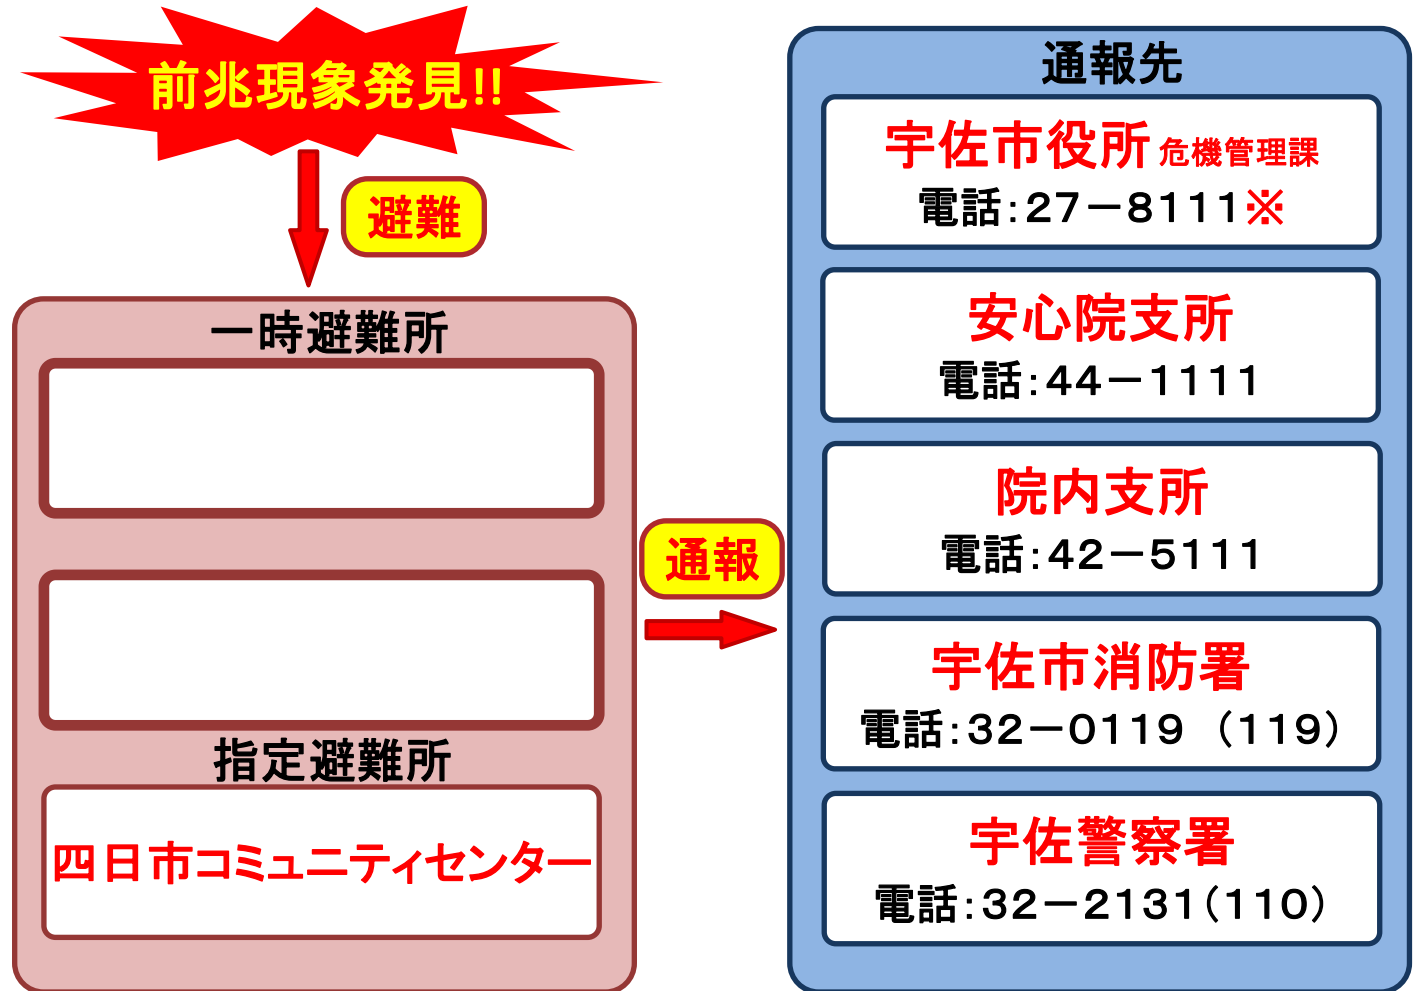 前兆現象発見!!
避難
一時避難所
指定避難所
四日市コミュニティセンター
通報
通報先
宇佐市役所 危機管理課
電話:27－8111※
安心院支所
電話:44－1111
院内支所
電話:42－5111
宇佐市消防署
電話:32－0119 (119)
宇佐警察署
電話:32－2131(110)